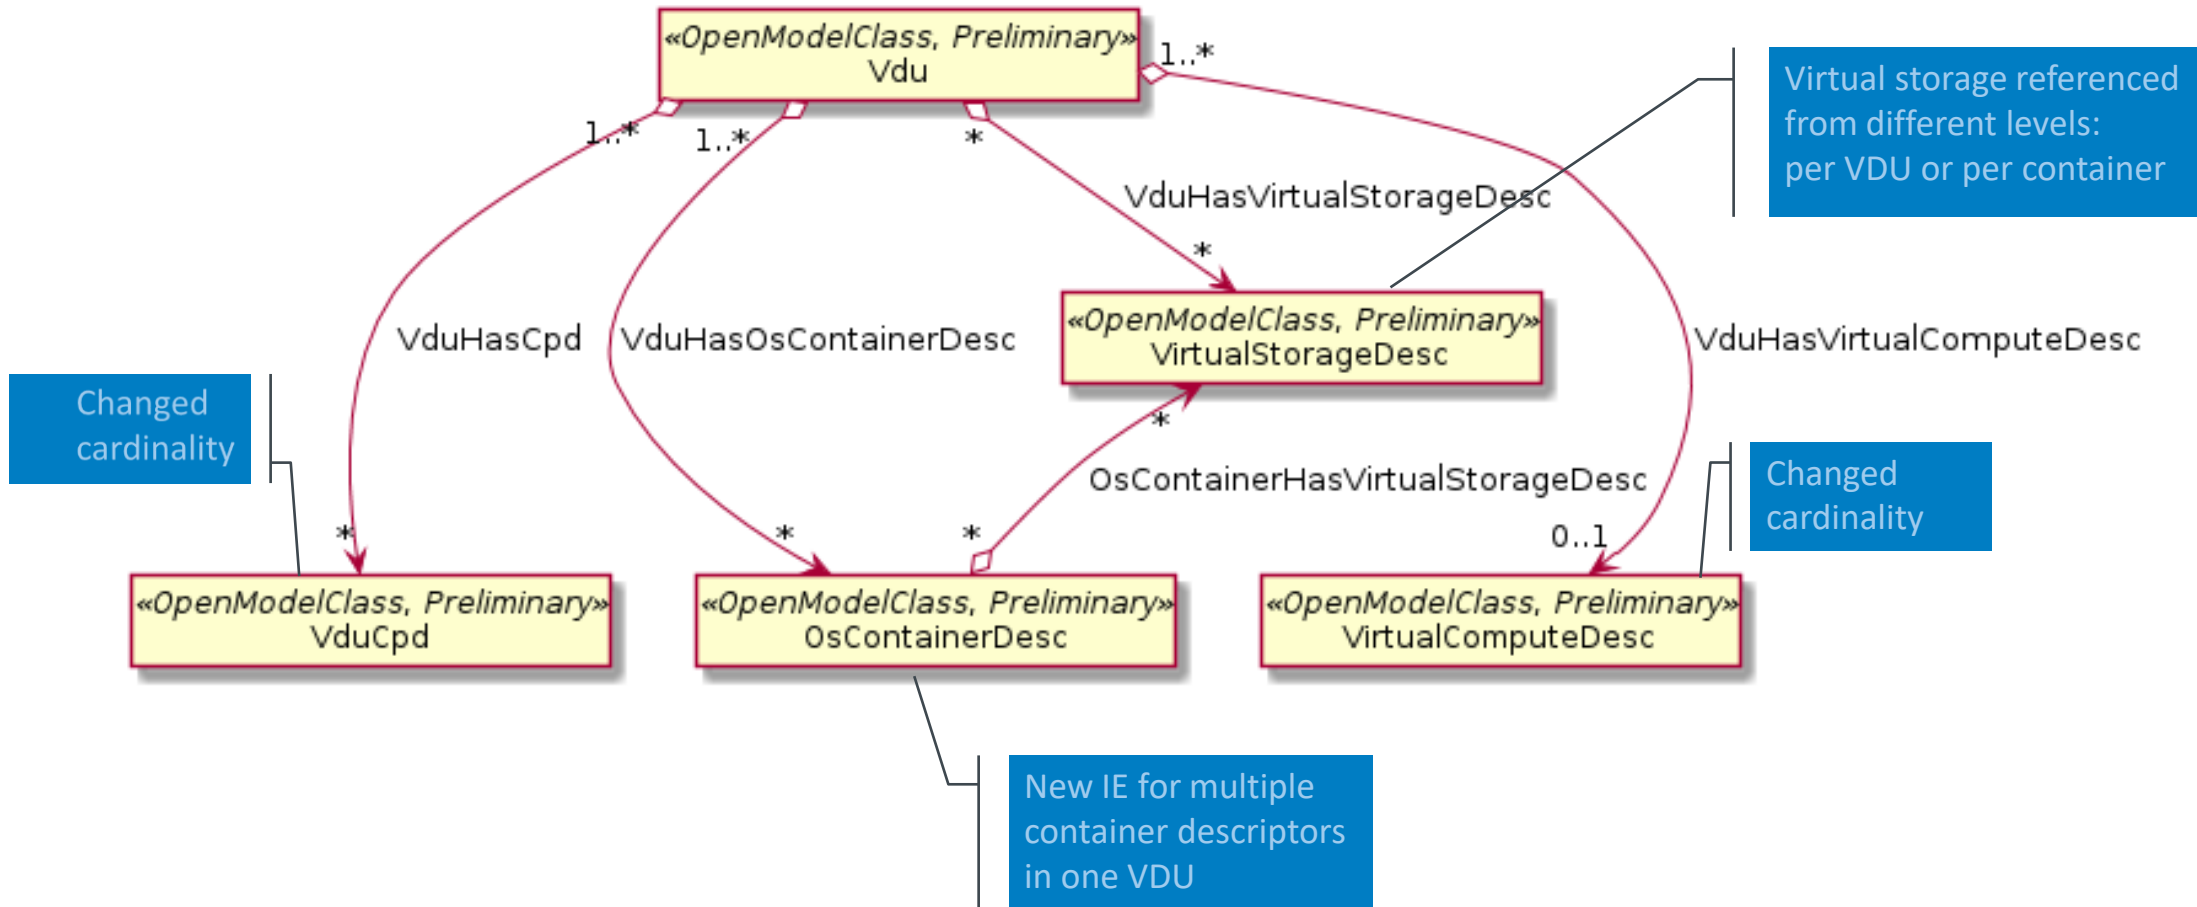 «OpenModelClass, Preliminary»
Vdu
1..*
1..*
1..*
*
Virtual storage referenced
from different levels:
per VDU or per container
VduHasVirtualStorageDesc
*
VduHasCpd
VduHasOsContainerDesc
«OpenModelClass, Preliminary»
VirtualStorageDesc
VduHasVirtualComputeDesc
Changed
cardinality
*
OsContainerHasVirtualStorageDesc
Changed
cardinality
*
*
*
0..1
«OpenModelClass, Preliminary»
VduCpd
«OpenModelClass, Preliminary»
OsContainerDesc
«OpenModelClass, Preliminary»
VirtualComputeDesc
New IE for multiple
container descriptors
in one VDU